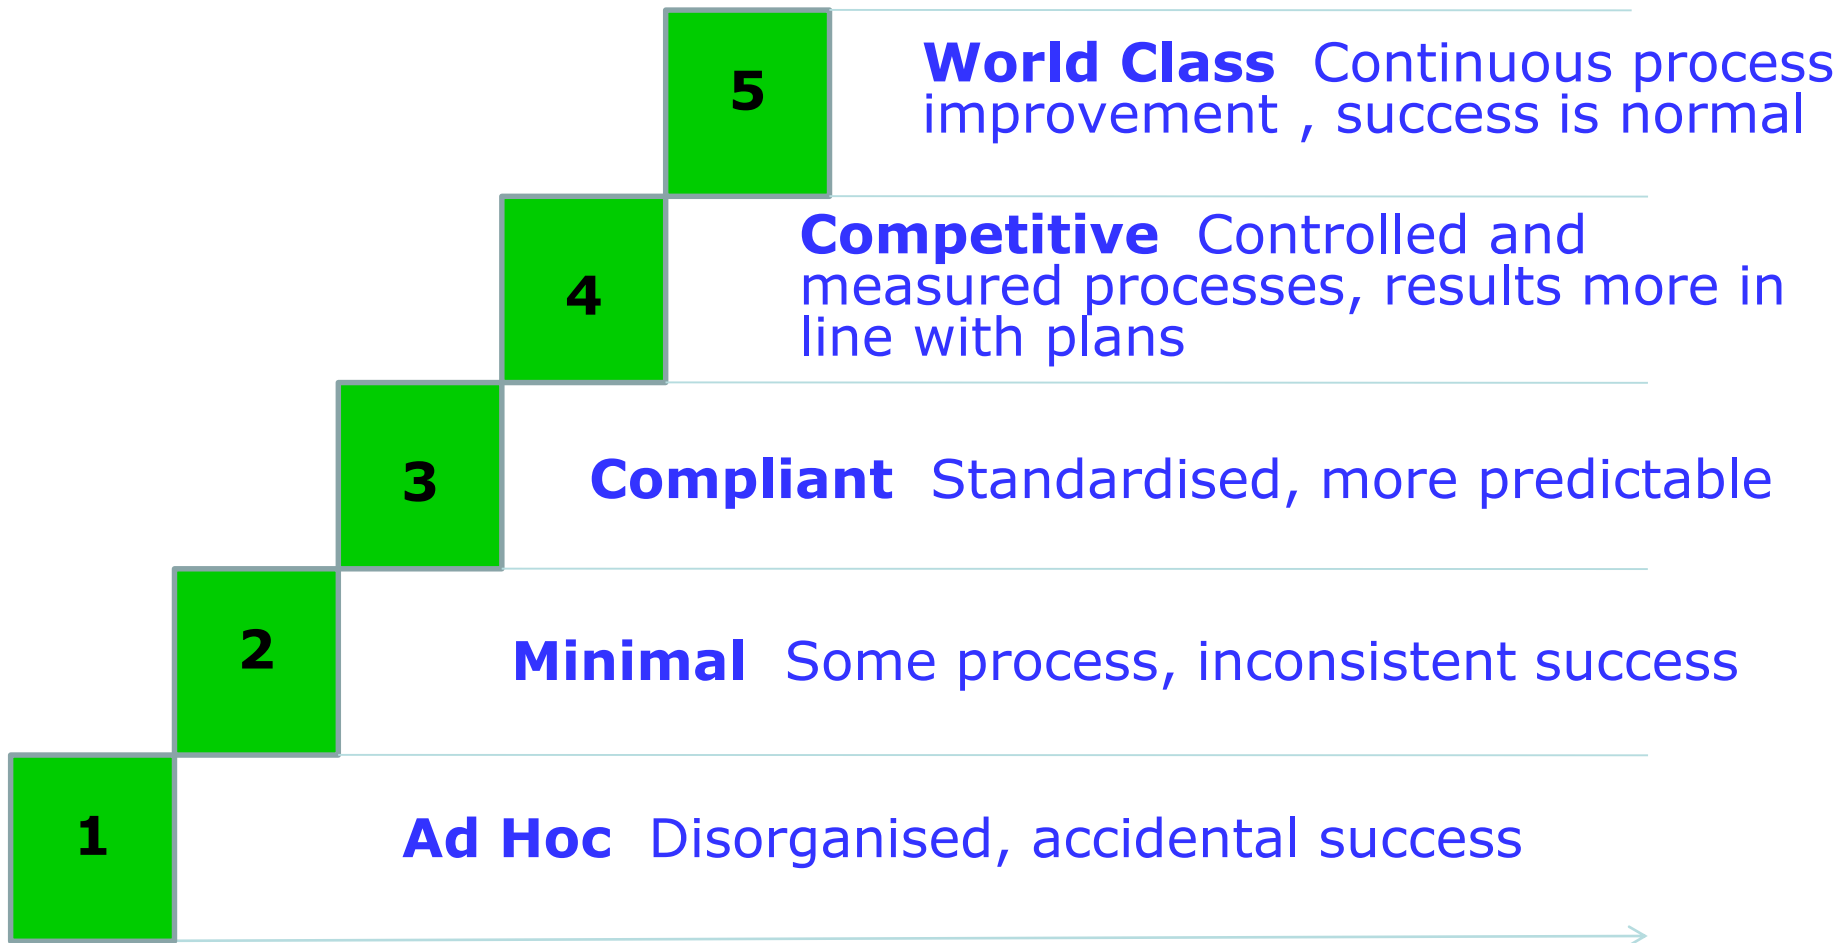 5
World Class  Continuous process
improvement , success is normal
4
Competitive  Controlled and
measured processes, results more in
line with plans
3
Compliant  Standardised, more predictable
2
Minimal  Some process, inconsistent success
1
Ad Hoc  Disorganised, accidental success